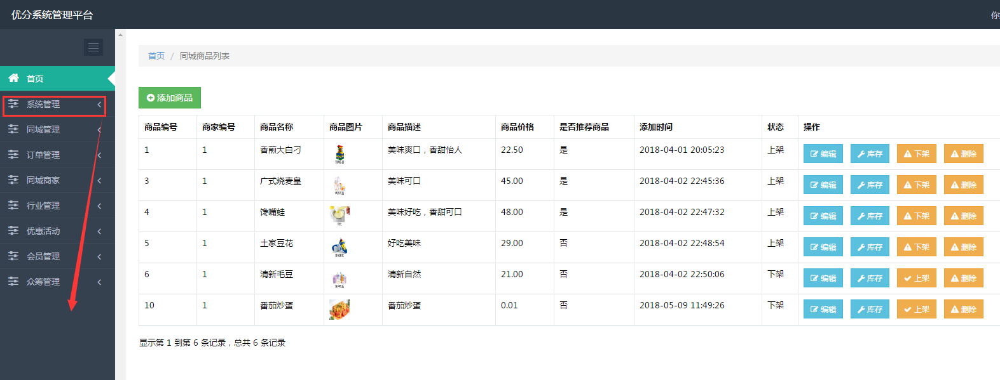 优分系统管理平台
你
首页
系统管理
同城管理
订单管理
同城商家
行业管理
优惠活动
会员管理
众筹管理
首页 / 同城商品列表
添加商品
商品编号 商家编号 商品名称 商品图片 商品描述 商品价格 是否推荐商品 添加时间 状态 操作
1 1 香煎大白刁 美味爽口，香甜怡人 22.50 是 2018-04-01 20:05:23 上架 编辑 库存 下架 删除
3 1 广式烧麦皇 美味可口 45.00 是 2018-04-02 22:45:36 上架 编辑 库存 下架 删除
4 1 馋嘴蛙 美味好吃，香甜可口 48.00 是 2018-04-02 22:47:32 上架 编辑 库存 下架 删除
5 1 土家豆花 好吃美味 29.00 否 2018-04-02 22:48:54 上架 编辑 库存 下架 删除
6 1 清新毛豆 清新自然 21.00 否 2018-04-02 22:50:06 下架 编辑 库存 上架 删除
10 1 番茄炒蛋 番茄炒蛋 0.01 否 2018-05-09 11:49:26 下架 编辑 库存 上架 删除
显示第 1 到第 6 条记录，总共 6 条记录